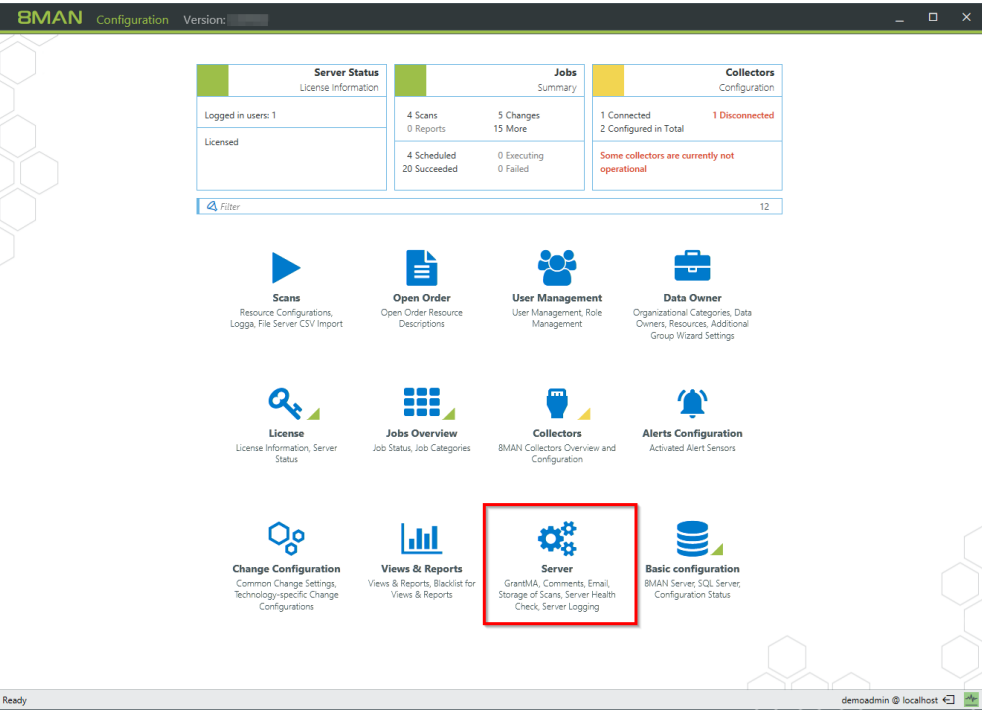 8MAN Configuration Version:
Server Status
License Information
Logged in users: 1
Licensed
Jobs
Summary
4 Scans 5 Changes
0 Reports 15 More
4 Scheduled 0 Executing
20 Succeeded 0 Failed
Collectors
Configuration
1 Connected 1 Disconnected
2 Configured in Total
Some collectors are currently not
operational
Filter 12
Scans
Resource Configurations,
Logga, File Server CSV Import
Open Order
Open Order Resource
Descriptions
User Management
User Management, Role
Management
Data Owner
Organizational Categories, Data
Owners, Resources, Additional
Group Wizard Settings
License
License Information, Server
Status
Jobs Overview
Job Status, Job Categories
Collectors
8MAN Collectors Overview and
Configuration
Alerts Configuration
Activated Alert Sensors
Change Configuration
Common Change Settings,
Technology-specific Change
Configurations
Views & Reports
Views & Reports, Blacklist for
Views & Reports
Server
GrantMA, Comments, Email,
Storage of Scans, Server Health
Check, Server Logging
Basic configuration
8MAN Server, SQL Server,
Configuration Status
Ready demoadmin @ localhost